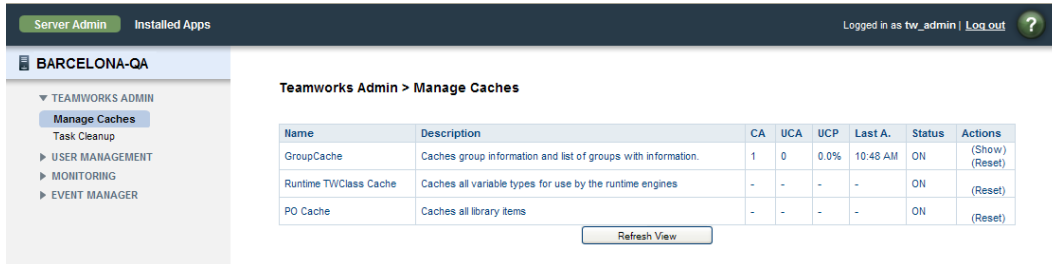 Server Admin Installed Apps Logged in as tw_admin | Log out ?
BARCELONA-QA
TEAMWORKS ADMIN
Manage Caches
Task Cleanup
USER MANAGEMENT
MONITORING
EVENT MANAGER
Teamworks Admin > Manage Caches
Name Description CA UCA UCP Last A. Status Actions
GroupCache Caches group information and list of groups with information. 1 0 0.0% 10:48 AM ON (Show)
(Reset)
Runtime TWClass Cache Caches all variable types for use by the runtime engines - - - - ON
(Reset)
PO Cache Caches all library items - - - - ON
(Reset)
Refresh View